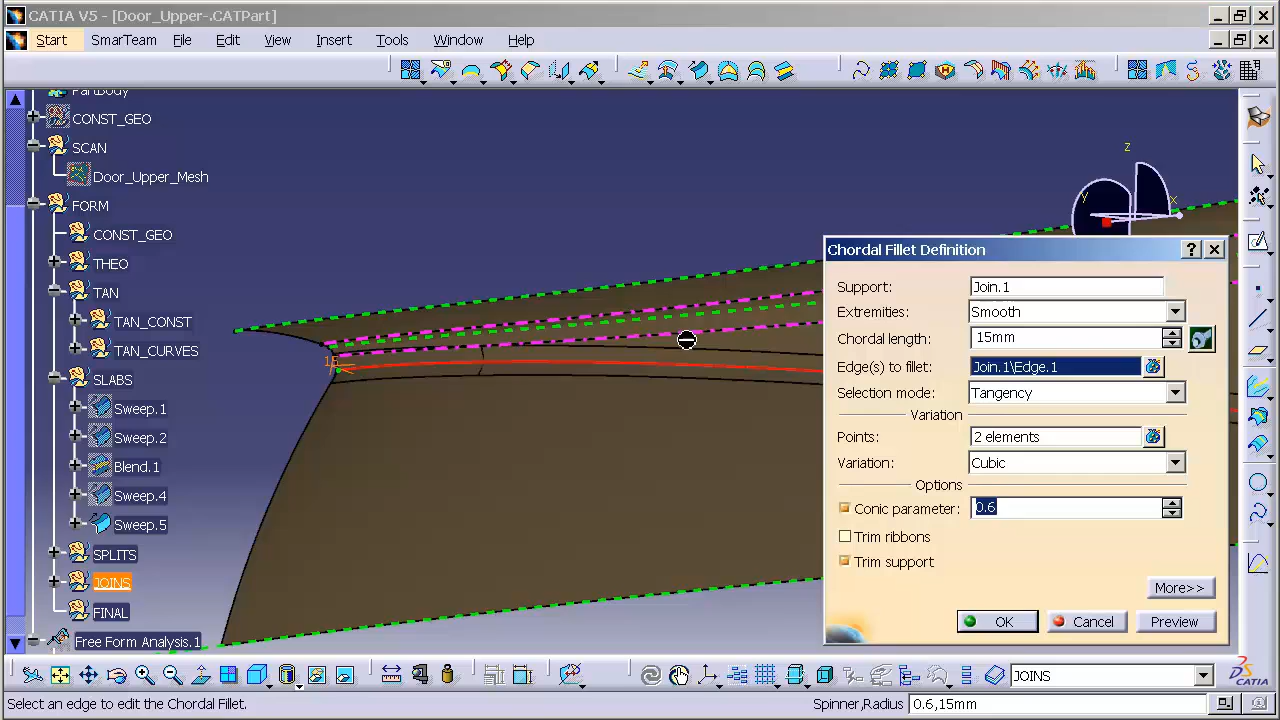 CATIA V5 - [Door_Upper-.CATPart]
Start SmarTeam File Edit View Insert Tools Window Help
PartBody
CONST_GEO
SCAN
Door_Upper_Mesh
FORM
CONST_GEO
THEO
TAN
TAN_CONST
TAN_CURVES
SLABS
Sweep.1
Sweep.2
Blend.1
Sweep.4
Sweep.5
SPLITS
JOINS
FINAL
Free Form Analysis.1
z
y
x
15
Chordal Fillet Definition
Support: Join.1
Extremities: Smooth
Chordal length: 15mm
Edge(s) to fillet: Join.1\Edge.1
Selection mode: Tangency
Variation
Points: 2 elements
Variation: Cubic
Options
Conic parameter: 0.6
Trim ribbons
Trim support
More>>
OK Cancel Preview
JOINS
CATIA
Select an edge to edit the Chordal Fillet.
Spinner,Radius 0.6,15mm